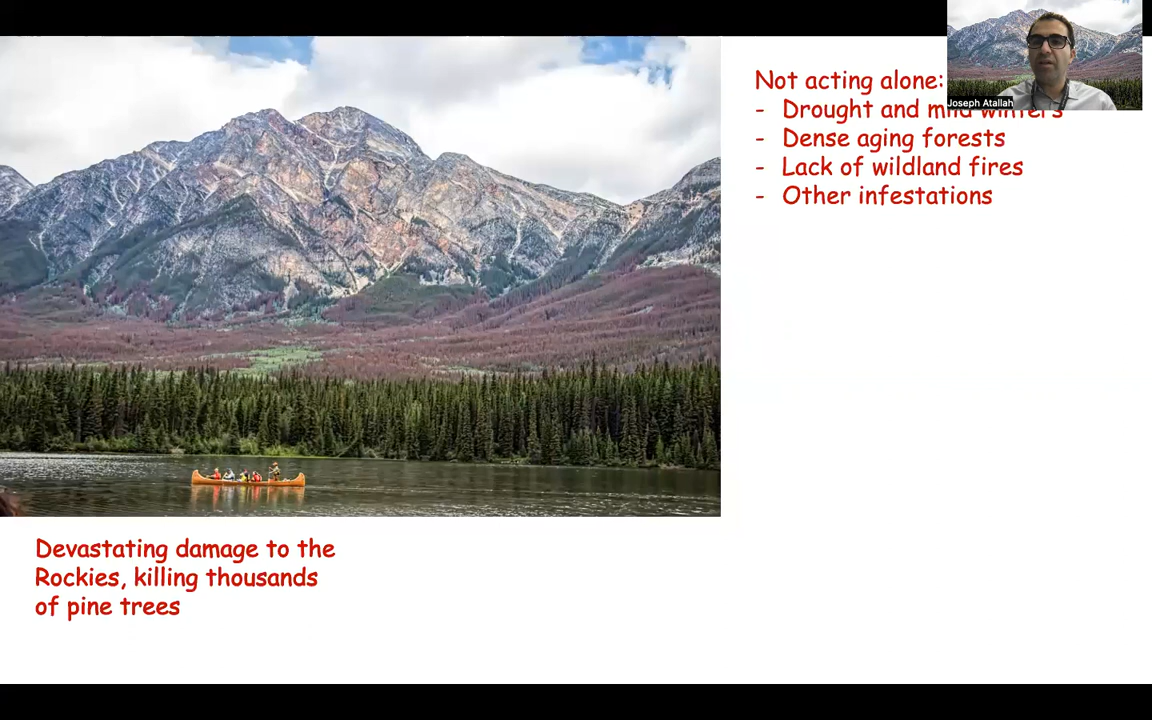 Joseph Atallah
Not acting alone:
- Drought and mild winters
- Dense aging forests
- Lack of wildland fires
- Other infestations
Devastating damage to the
Rockies, killing thousands
of pine trees